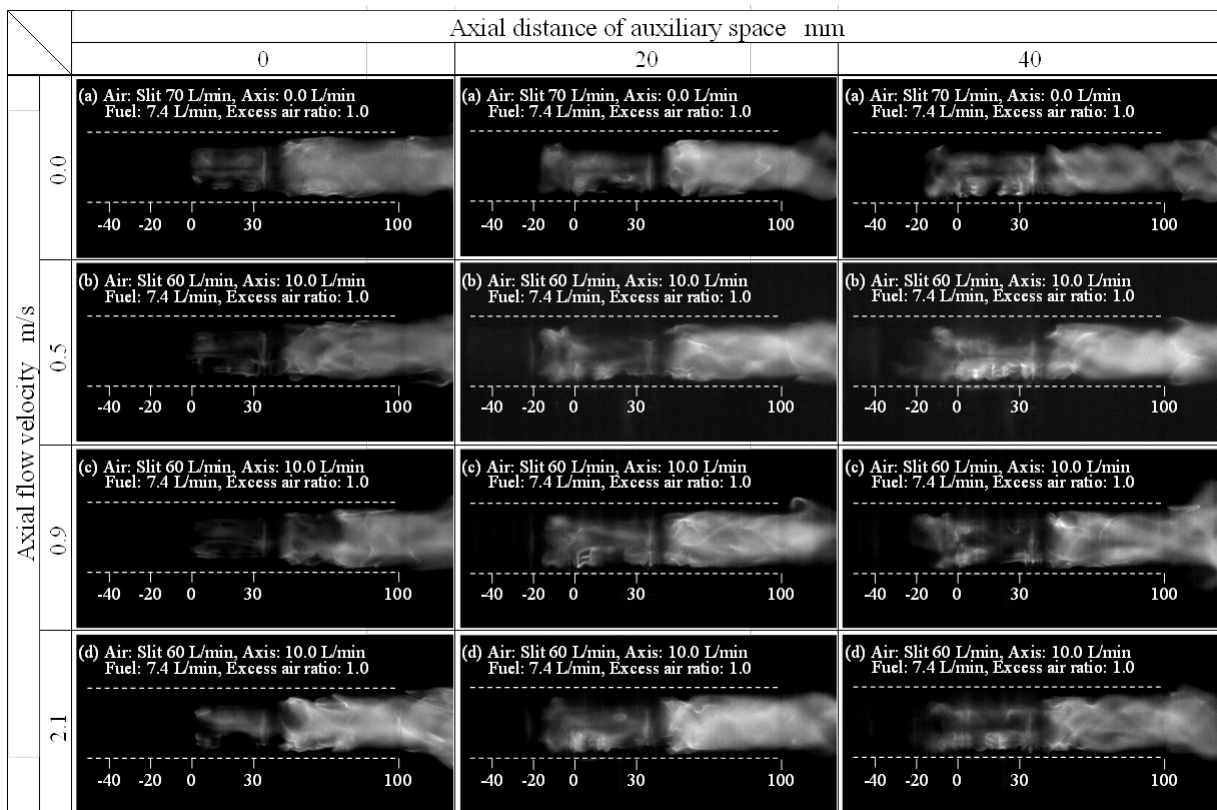 Axial distance of auxiliary space mm
0 20 40
Axial flow velocity m/s
0.0
(a) Air: Slit 70 L/min, Axis: 0.0 L/min
Fuel: 7.4 L/min, Excess air ratio: 1.0
-40 -20 0 30 100
(a) Air: Slit 70 L/min, Axis: 0.0 L/min
Fuel: 7.4 L/min, Excess air ratio: 1.0
-40 -20 0 30 100
(a) Air: Slit 70 L/min, Axis: 0.0 L/min
Fuel: 7.4 L/min, Excess air ratio: 1.0
-40 -20 0 30 100
0.5
(b) Air: Slit 60 L/min, Axis: 10.0 L/min
Fuel: 7.4 L/min, Excess air ratio: 1.0
-40 -20 0 30 100
(b) Air: Slit 60 L/min, Axis: 10.0 L/min
Fuel: 7.4 L/min, Excess air ratio: 1.0
-40 -20 0 30 100
(b) Air: Slit 60 L/min, Axis: 10.0 L/min
Fuel: 7.4 L/min, Excess air ratio: 1.0
-40 -20 0 30 100
0.9
(c) Air: Slit 60 L/min, Axis: 10.0 L/min
Fuel: 7.4 L/min, Excess air ratio: 1.0
-40 -20 0 30 100
(c) Air: Slit 60 L/min, Axis: 10.0 L/min
Fuel: 7.4 L/min, Excess air ratio: 1.0
-40 -20 0 30 100
(c) Air: Slit 60 L/min, Axis: 10.0 L/min
Fuel: 7.4 L/min, Excess air ratio: 1.0
-40 -20 0 30 100
2.1
(d) Air: Slit 60 L/min, Axis: 10.0 L/min
Fuel: 7.4 L/min, Excess air ratio: 1.0
-40 -20 0 30 100
(d) Air: Slit 60 L/min, Axis: 10.0 L/min
Fuel: 7.4 L/min, Excess air ratio: 1.0
-40 -20 0 30 100
(d) Air: Slit 60 L/min, Axis: 10.0 L/min
Fuel: 7.4 L/min, Excess air ratio: 1.0
-40 -20 0 30 100